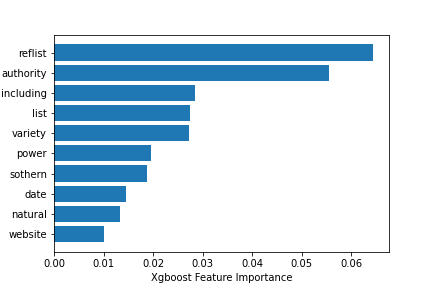 reflist
authority
including
list
variety
power
sothern
date
natural
website
0.00 0.01 0.02 0.03 0.04 0.05 0.06
Xgboost Feature Importance